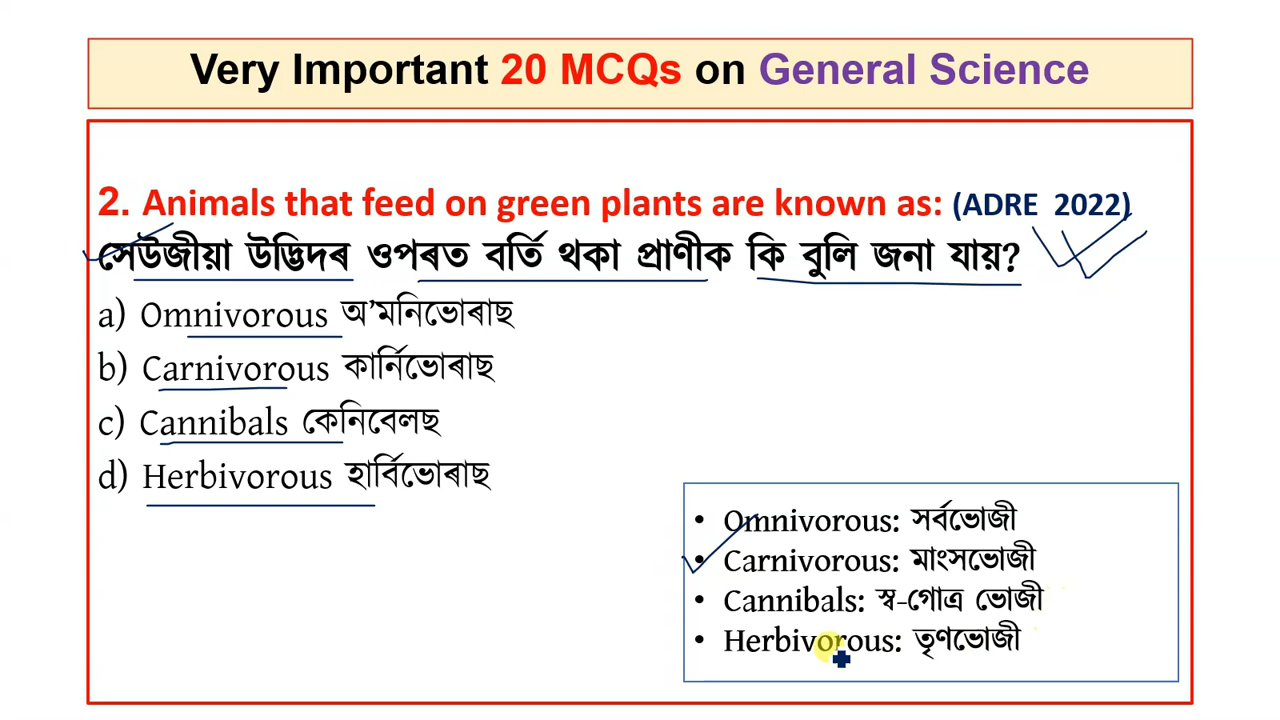 Very Important 20 MCQs on General Science
2. Animals that feed on green plants are known as: (ADRE 2022)
সেউজীয়া উদ্ভিদৰ ওপৰত বৰ্তি থকা প্ৰাণীক কি বুলি জনা যায়?
a) Omnivorous অ’মনিভোৰাছ
b) Carnivorous কাৰ্নিভোৰাছ
c) Cannibals কেনিবেলছ
d) Herbivorous হাৰ্বিভোৰাছ
• Omnivorous: সৰ্বভোজী
• Carnivorous: মাংসভোজী
• Cannibals: স্ব-গোত্ৰ ভোজী
• Herbivorous: তৃণভোজী